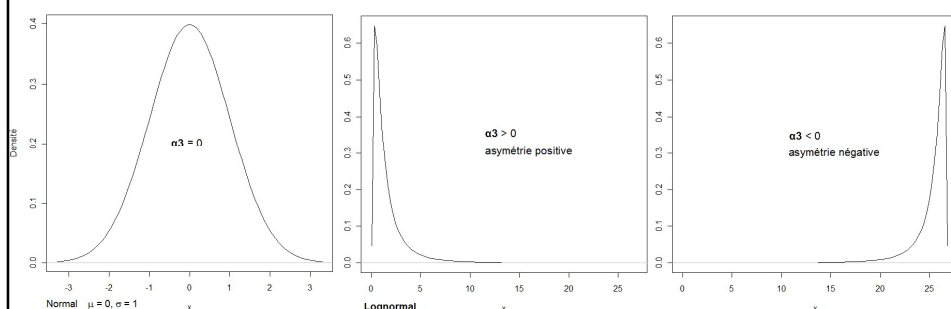 Densité
0.4
0.3
0.2
0.1
0.0
α3 = 0
-3 -2 -1 0 1 2 3
Normal μ = 0, σ = 1
x
0.6
0.5
0.4
0.3
0.2
0.1
0.0
α3 > 0
asymétrie positive
0 5 10 15 20 25
Lognormal
x
0.6
0.5
0.4
0.3
0.2
0.1
0.0
α3 < 0
asymétrie négative
0 5 10 15 20 25
x